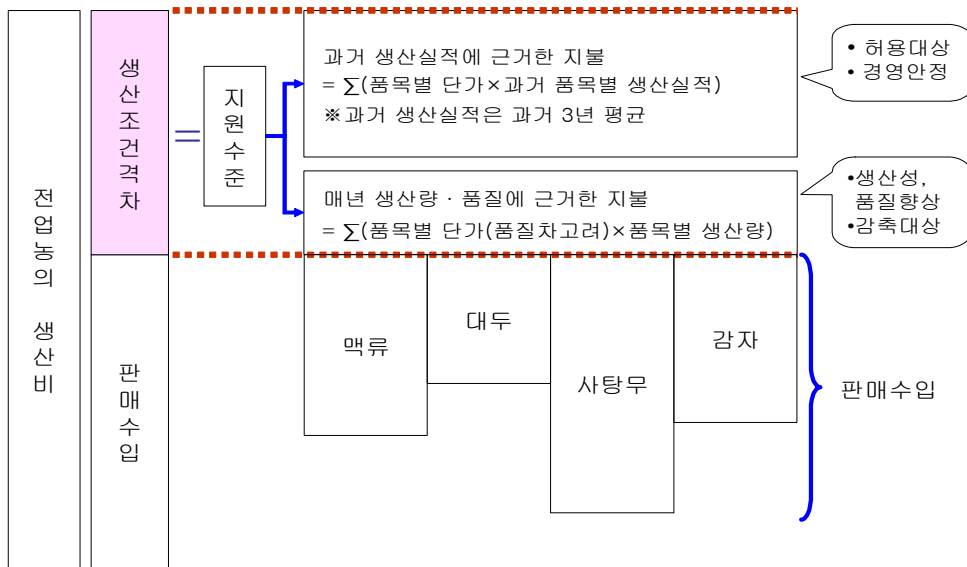 전업농의 생산비
생산조건격차
판매수입
=
지원수준
과거 생산실적에 근거한 지불
= ∑(품목별 단가×과거 품목별 생산실적)
※과거 생산실적은 과거 3년 평균
• 허용대상
• 경영안정
매년 생산량 · 품질에 근거한 지불
= ∑(품목별 단가(품질차고려)×품목별 생산량)
•생산성,
품질향상
•감축대상
맥류
대두
사탕무
감자
판매수입